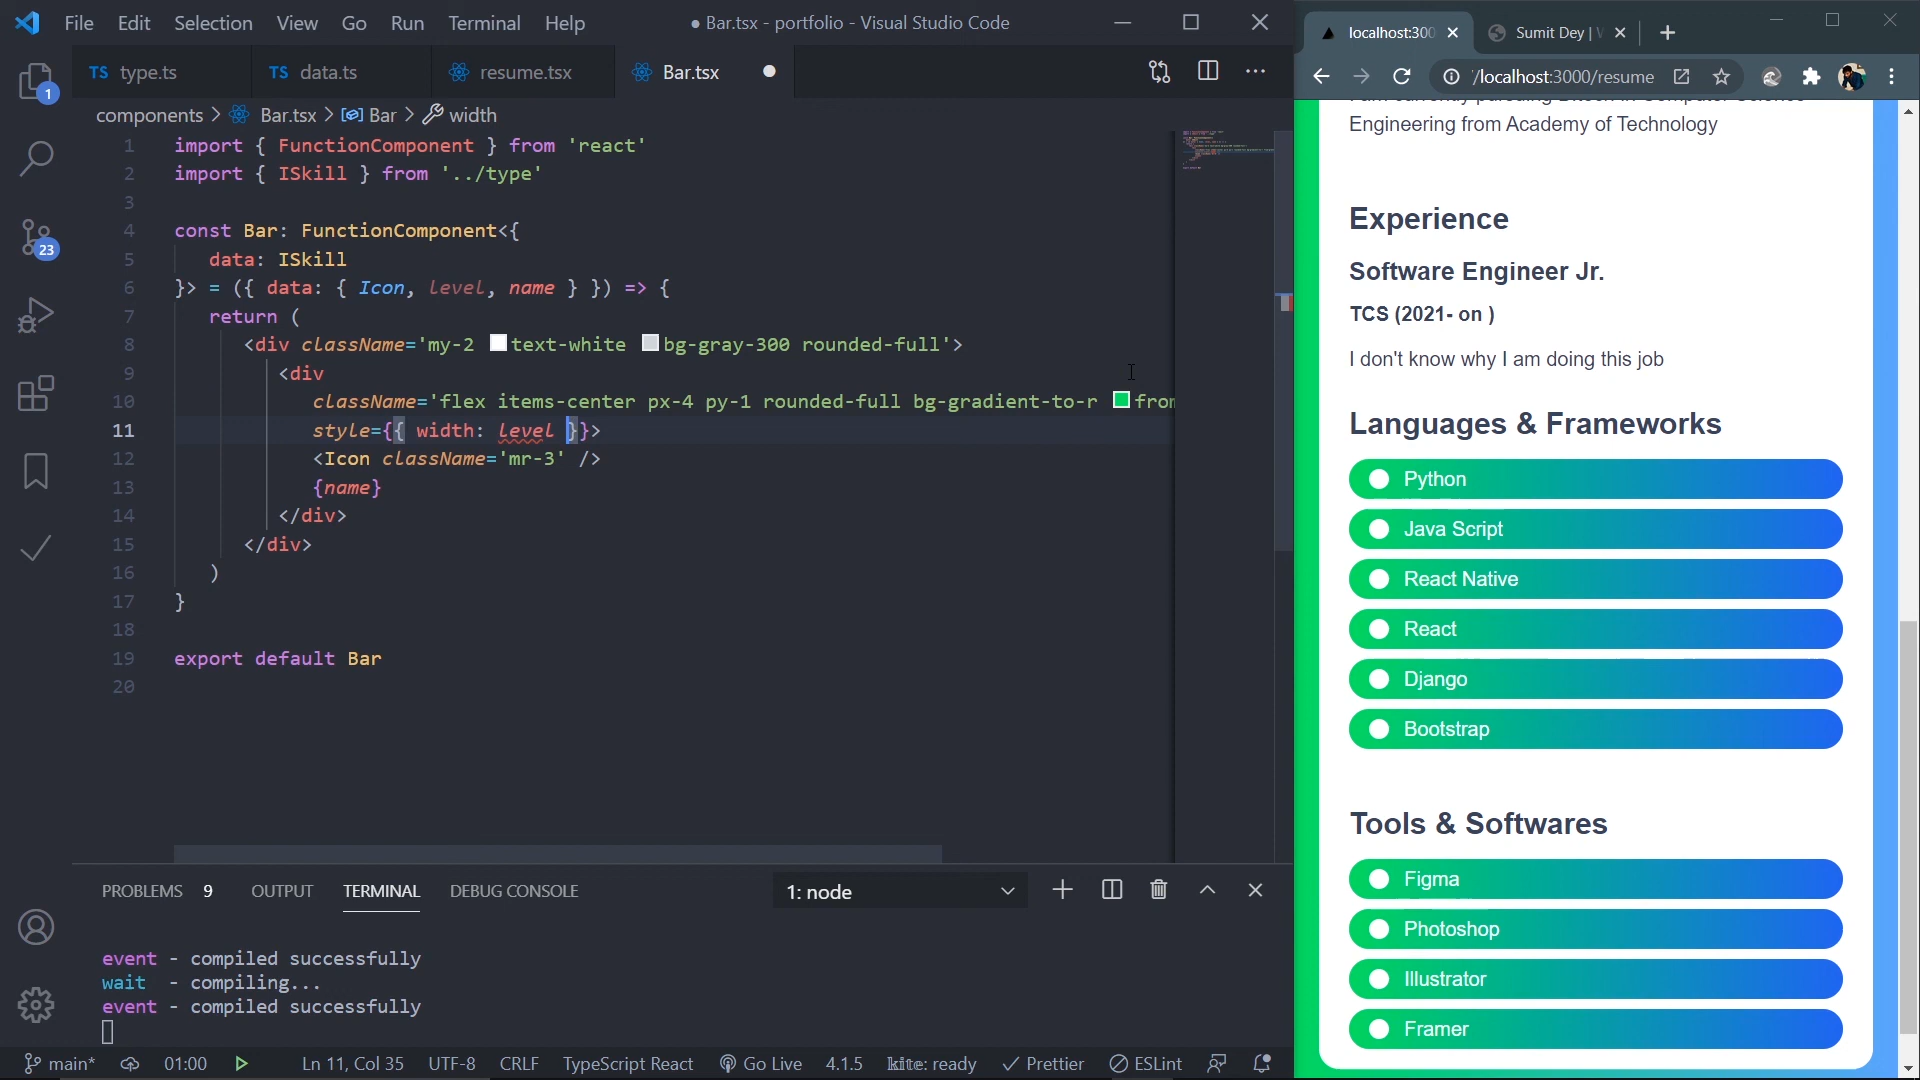 File Edit Selection View Go Run Terminal Help
● Bar.tsx - portfolio - Visual Studio Code
TS type.ts
TS data.ts
resume.tsx
Bar.tsx
components > Bar.tsx > Bar > width
1 import { FunctionComponent } from 'react'
2 import { ISkill } from '../type'
3
4 const Bar: FunctionComponent<{
5 data: ISkill
6 }> = ({ data: { Icon, level, name } }) => {
7 return (
8 <div className='my-2 text-white bg-gray-300 rounded-full'>
9 <div
10 className='flex items-center px-4 py-1 rounded-full bg-gradient-to-r from
11 style={{ width: level }}>
12 <Icon className='mr-3' />
13 {name}
14 </div>
15 </div>
16 )
17 }
18
19 export default Bar
20
1
23
PROBLEMS 9 OUTPUT TERMINAL DEBUG CONSOLE
1: node
event - compiled successfully
wait - compiling...
event - compiled successfully
main* 01:00 Ln 11, Col 35 UTF-8 CRLF TypeScript React Go Live 4.1.5 kite: ready Prettier ESLint
localhost:300
Sumit Dey |
/localhost:3000/resume
Engineering from Academy of Technology
Experience
Software Engineer Jr.
TCS (2021- on )
I don't know why I am doing this job
Languages & Frameworks
Python
Java Script
React Native
React
Django
Bootstrap
Tools & Softwares
Figma
Photoshop
Illustrator
Framer